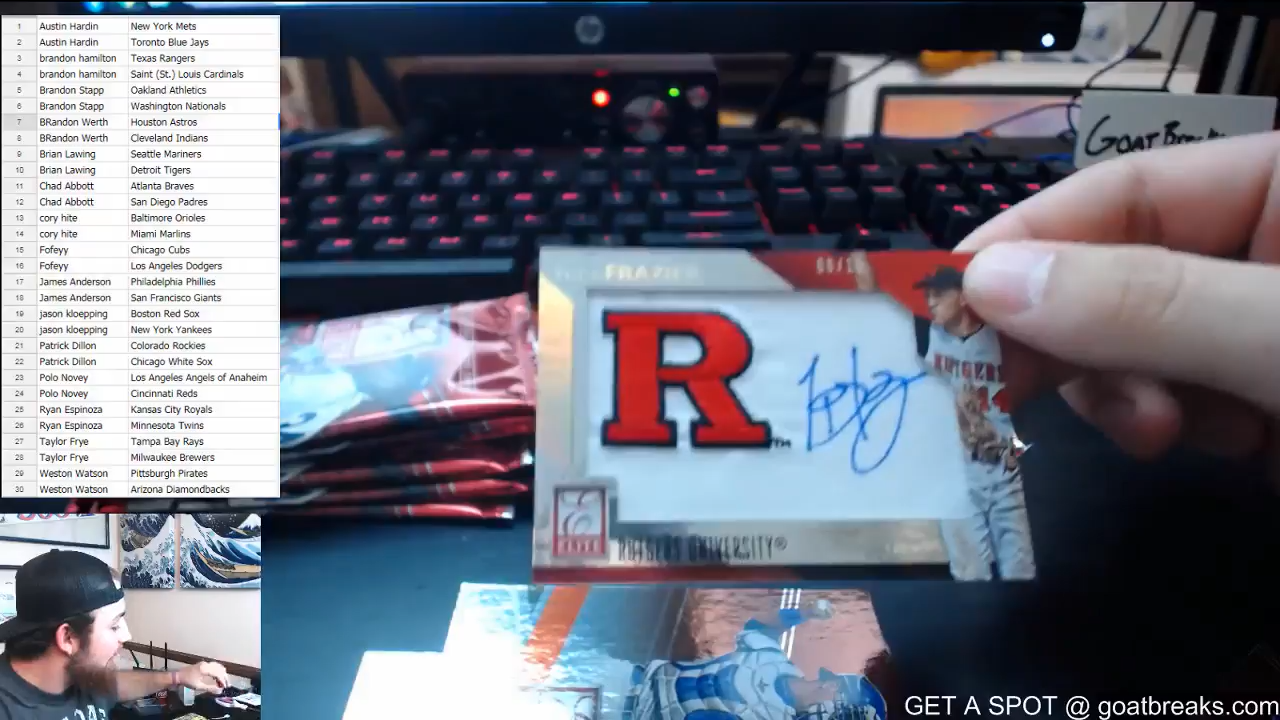 1 Austin Hardin New York Mets
2 Austin Hardin Toronto Blue Jays
3 brandon hamilton Texas Rangers
4 brandon hamilton Saint (St.) Louis Cardinals
5 Brandon Stapp Oakland Athletics
6 Brandon Stapp Washington Nationals
7 BRandon Werth Houston Astros
8 BRandon Werth Cleveland Indians
9 Brian Lawing Seattle Mariners
10 Brian Lawing Detroit Tigers
11 Chad Abbott Atlanta Braves
12 Chad Abbott San Diego Padres
13 cory hite Baltimore Orioles
14 cory hite Miami Marlins
15 Fofeyy Chicago Cubs
16 Fofeyy Los Angeles Dodgers
17 James Anderson Philadelphia Phillies
18 James Anderson San Francisco Giants
19 jason kloepping Boston Red Sox
20 jason kloepping New York Yankees
21 Patrick Dillon Colorado Rockies
22 Patrick Dillon Chicago White Sox
23 Polo Novey Los Angeles Angels of Anaheim
24 Polo Novey Cincinnati Reds
25 Ryan Espinoza Kansas City Royals
26 Ryan Espinoza Minnesota Twins
27 Taylor Frye Tampa Bay Rays
28 Taylor Frye Milwaukee Brewers
29 Weston Watson Pittsburgh Pirates
30 Weston Watson Arizona Diamondbacks
hp
GOAT
FRAZIER
R™
RUTGERS
RUTGERS UNIVERSITY®
GET A SPOT @ goatbreaks.com